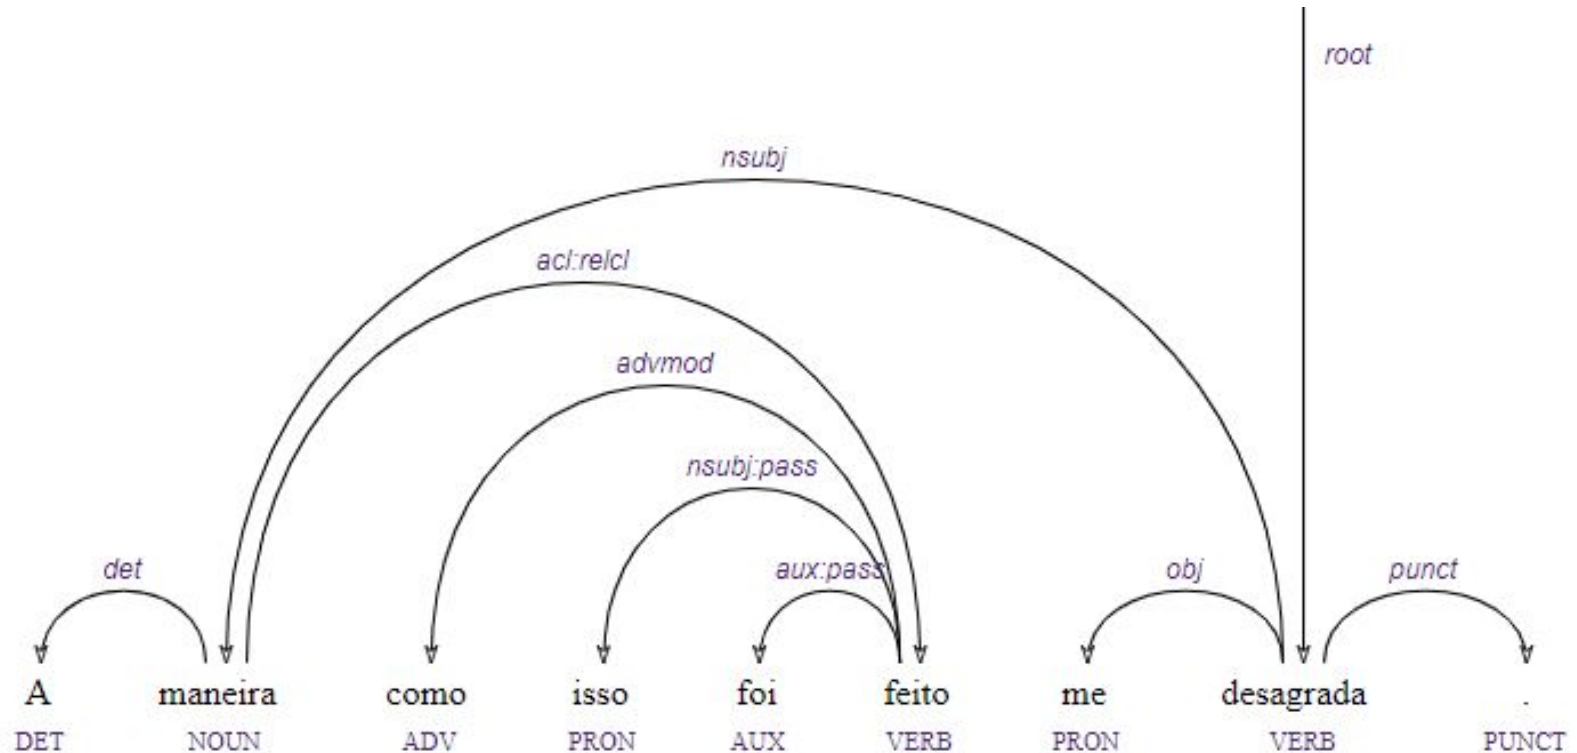 root
nsubj
acl:relcl
advmod
nsubj:pass
det aux:pass obj punct
A maneira como isso foi feito me desagrada .
DET NOUN ADV PRON AUX VERB PRON VERB PUNCT